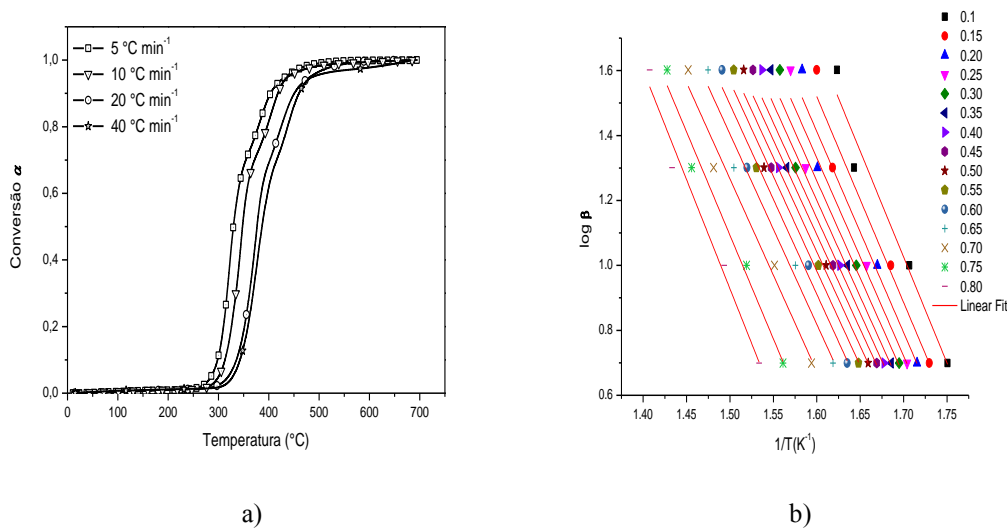 5 °C min⁻¹
10 °C min⁻¹
20 °C min⁻¹
40 °C min⁻¹
1,0
0,8
0,6
0,4
0,2
0,0
Conversão α
0 100 200 300 400 500 600 700
Temperatura (°C)
a)
1.6
1.4
1.2
1.0
0.8
0.6
log β
1.40 1.45 1.50 1.55 1.60 1.65 1.70 1.75
1/T(K⁻¹)
0.1
0.15
0.20
0.25
0.30
0.35
0.40
0.45
0.50
0.55
0.60
0.65
0.70
0.75
0.80
Linear Fit
b)